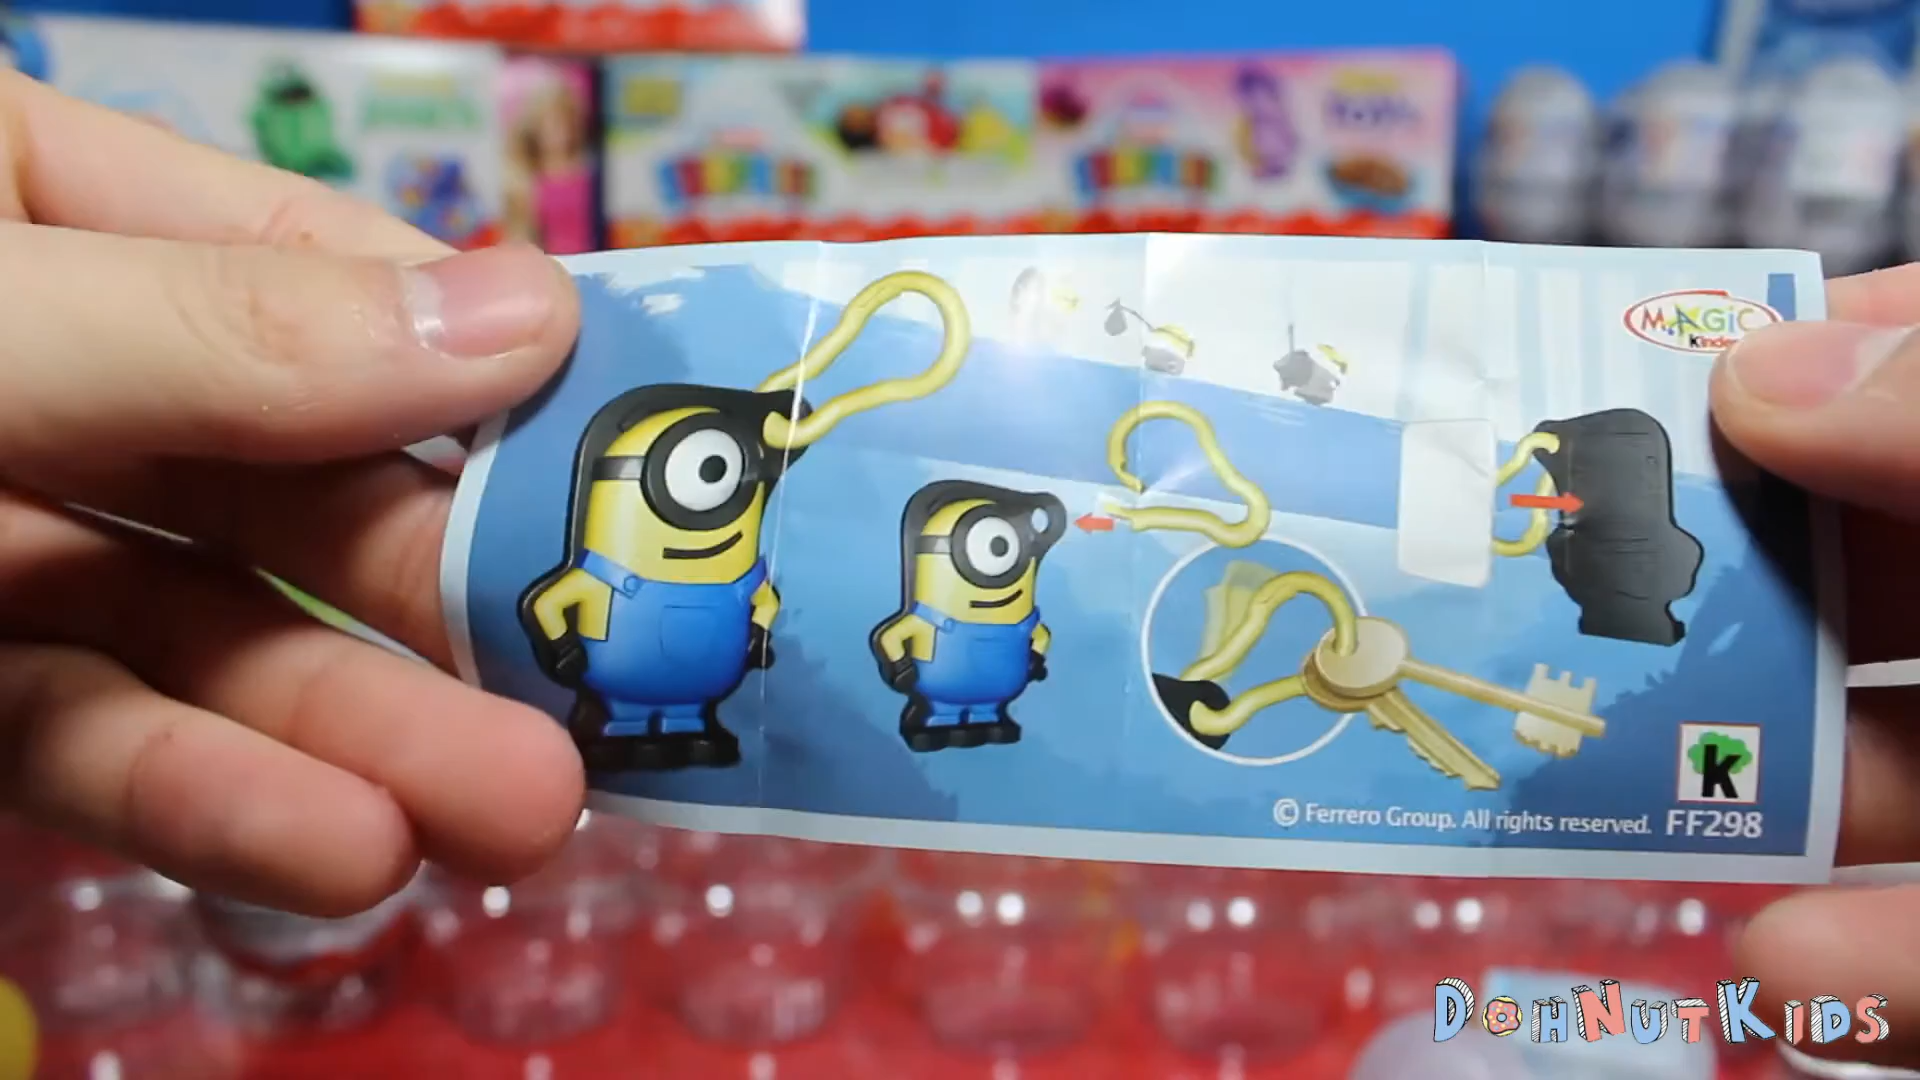 MAGiC
Kinder
K
© Ferrero Group. All rights reserved. FF298
DOHNUTKIDS